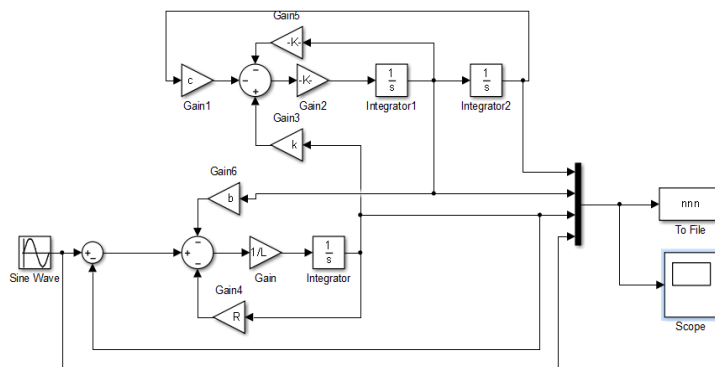 Gain5
-K-
c
-K-
1
s
1
s
Gain1
Gain2
Integrator1
Integrator2
Gain3
k
Gain6
b
nnn
To File
1/L
1
s
Sine Wave
Gain
Integrator
Gain4
R
Scope